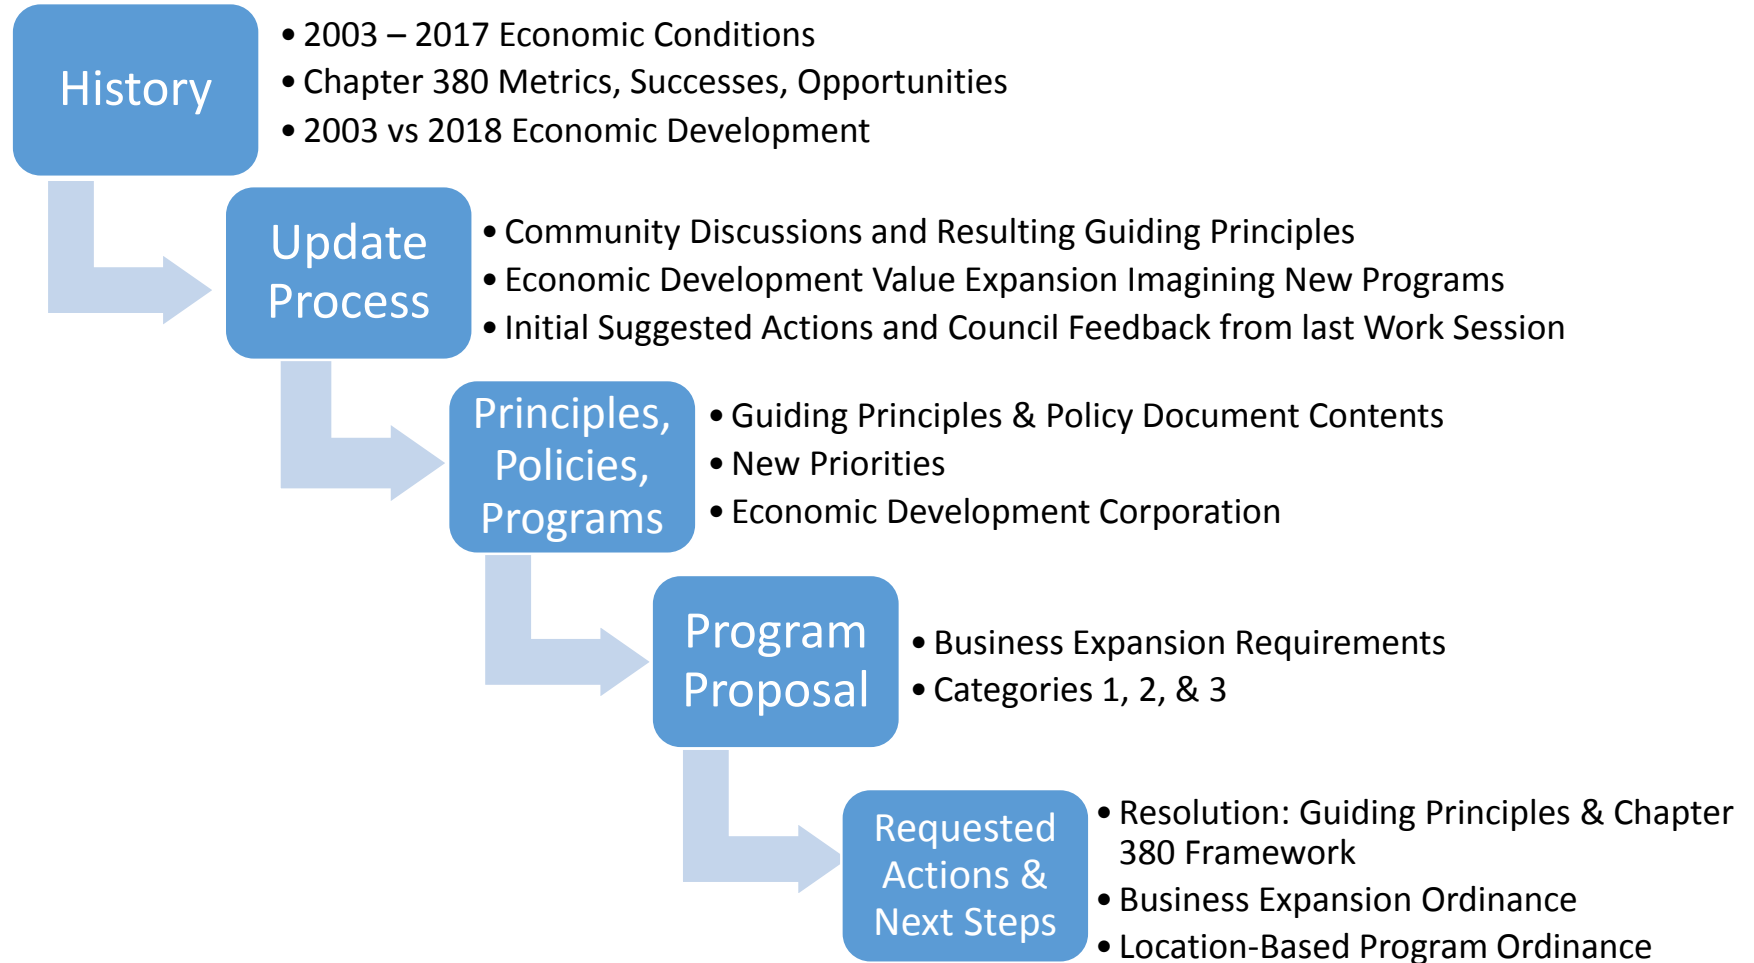 History
• 2003 – 2017 Economic Conditions
• Chapter 380 Metrics, Successes, Opportunities
• 2003 vs 2018 Economic Development
Update
Process
• Community Discussions and Resulting Guiding Principles
• Economic Development Value Expansion Imagining New Programs
• Initial Suggested Actions and Council Feedback from last Work Session
Principles,
Policies,
Programs
• Guiding Principles & Policy Document Contents
• New Priorities
• Economic Development Corporation
Program
Proposal
• Business Expansion Requirements
• Categories 1, 2, & 3
Requested
Actions &
Next Steps
• Resolution: Guiding Principles & Chapter
380 Framework
• Business Expansion Ordinance
• Location-Based Program Ordinance